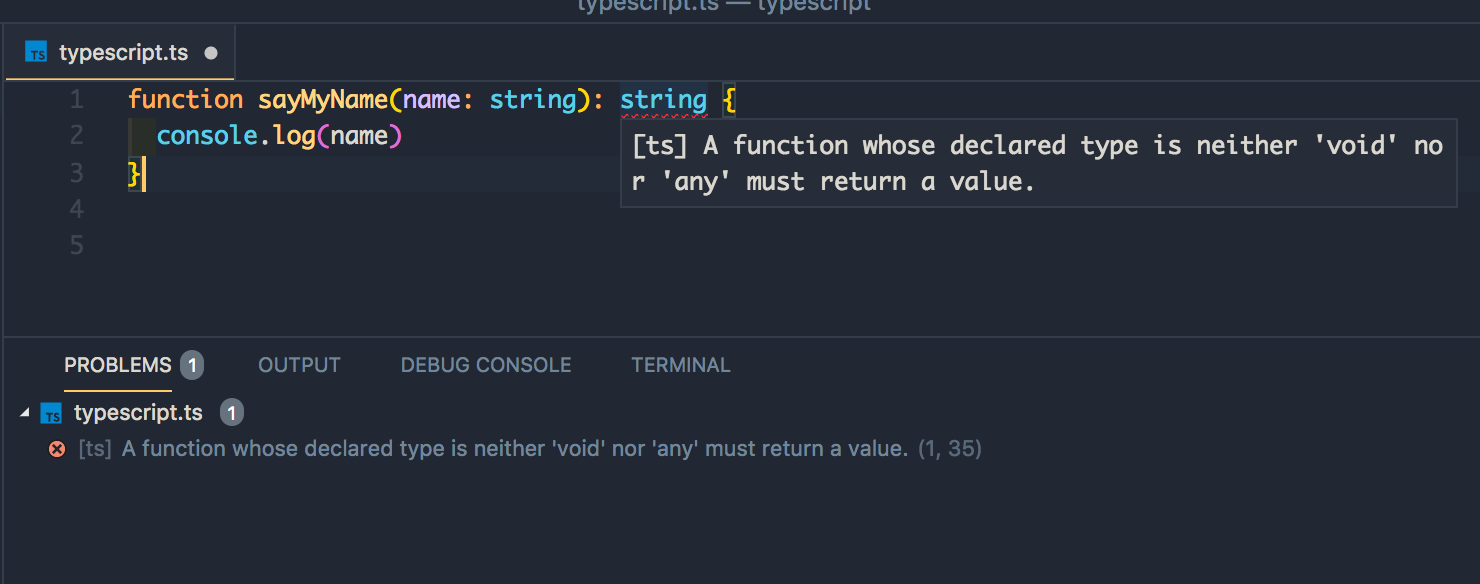 typescript.ts — typescript
TS typescript.ts
1 function sayMyName(name: string): string {
2 console.log(name)
3 }
[ts] A function whose declared type is neither 'void' no
r 'any' must return a value.
4
5
PROBLEMS 1 OUTPUT DEBUG CONSOLE TERMINAL
TS typescript.ts 1
[ts] A function whose declared type is neither 'void' nor 'any' must return a value. (1, 35)